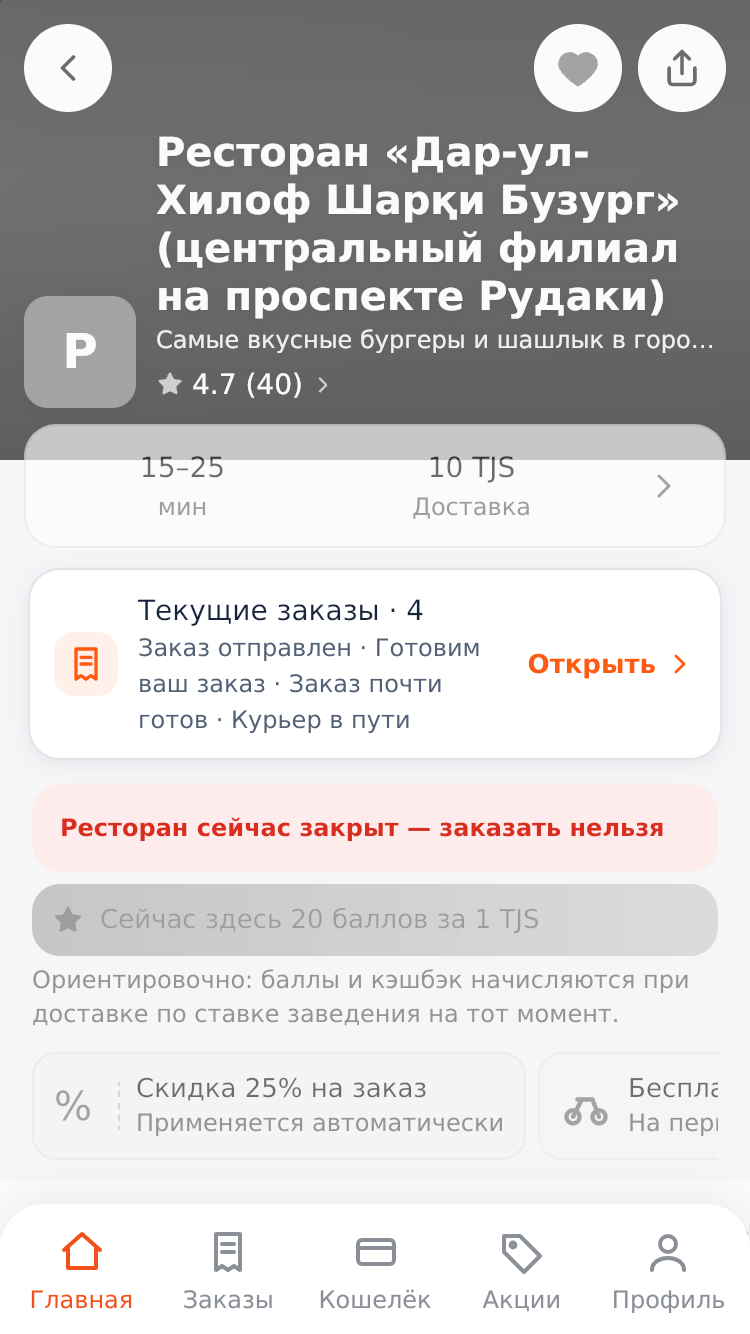 Ресторан «Дар-ул-
Хилоф Шарқи Бузург»
(центральный филиал
на проспекте Рудаки)
Р
Самые вкусные бургеры и шашлык в горо...
4.7 (40)
15–25
мин
10 TJS
Доставка
Текущие заказы · 4
Заказ отправлен · Готовим
ваш заказ · Заказ почти
готов · Курьер в пути
Открыть
Ресторан сейчас закрыт — заказать нельзя
Сейчас здесь 20 баллов за 1 TJS
Ориентировочно: баллы и кэшбэк начисляются при
доставке по ставке заведения на тот момент.
%
Скидка 25% на заказ
Применяется автоматически
Беспла
На пер
Главная
Заказы
Кошелёк
Акции
Профиль